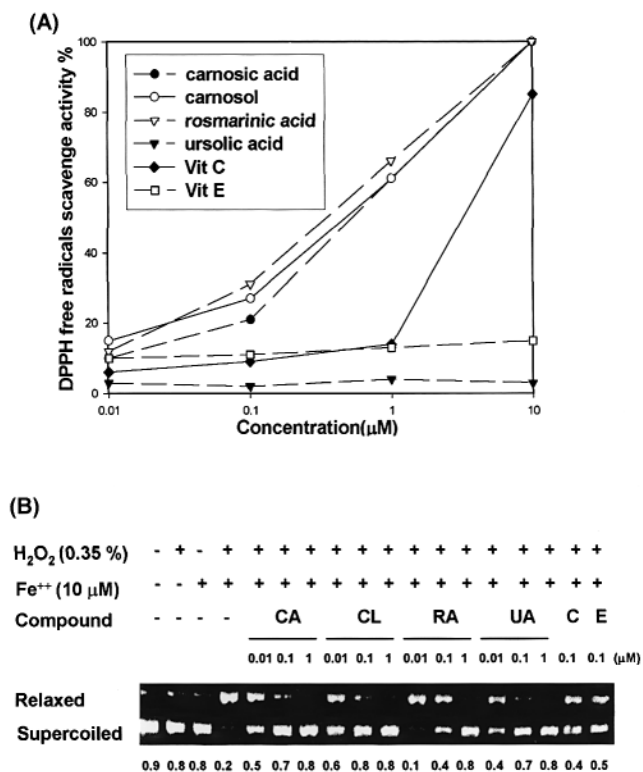 (A)
DPPH free radicals scavenge activity %
100
80
60
40
20
0
carnosic acid
carnosol
rosmarinic acid
ursolic acid
Vit C
Vit E
0.01 0.1 1 10
Concentration(μM)
(B)
H₂O₂ (0.35 %) - + - + + + + + + + + + + + + + + +
Fe⁺⁺ (10 μM) - - + + + + + + + + + + + + + + + +
Compound - - - - CA CL RA UA C E
0.01 0.1 1 0.01 0.1 1 0.01 0.1 1 0.01 0.1 1 0.1 0.1 (μM)
Relaxed
Supercoiled
0.9 0.8 0.8 0.2 0.5 0.7 0.8 0.6 0.8 0.8 0.1 0.4 0.8 0.4 0.7 0.8 0.4 0.5